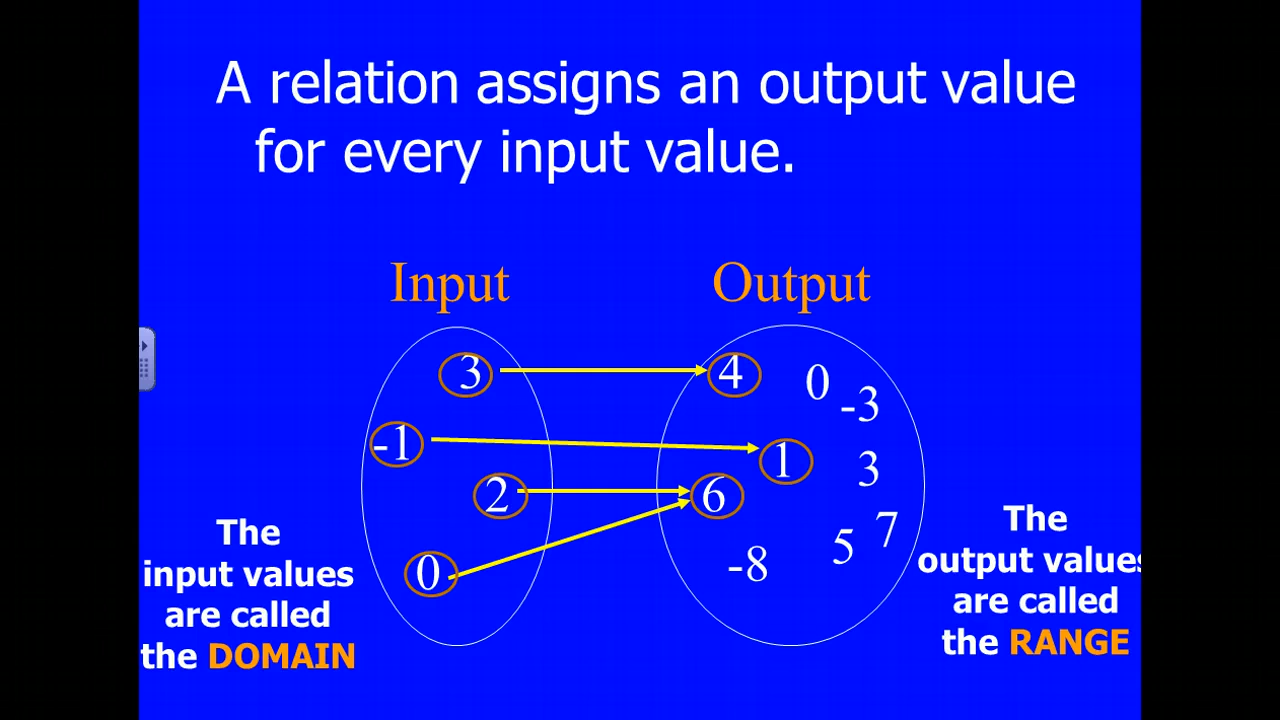 A relation assigns an output value
for every input value.
Input
Output
3
4
0
-3
-1
1
3
2
6
7
5
-8
0
The
input values
are called
the DOMAIN
The
output values
are called
the RANGE